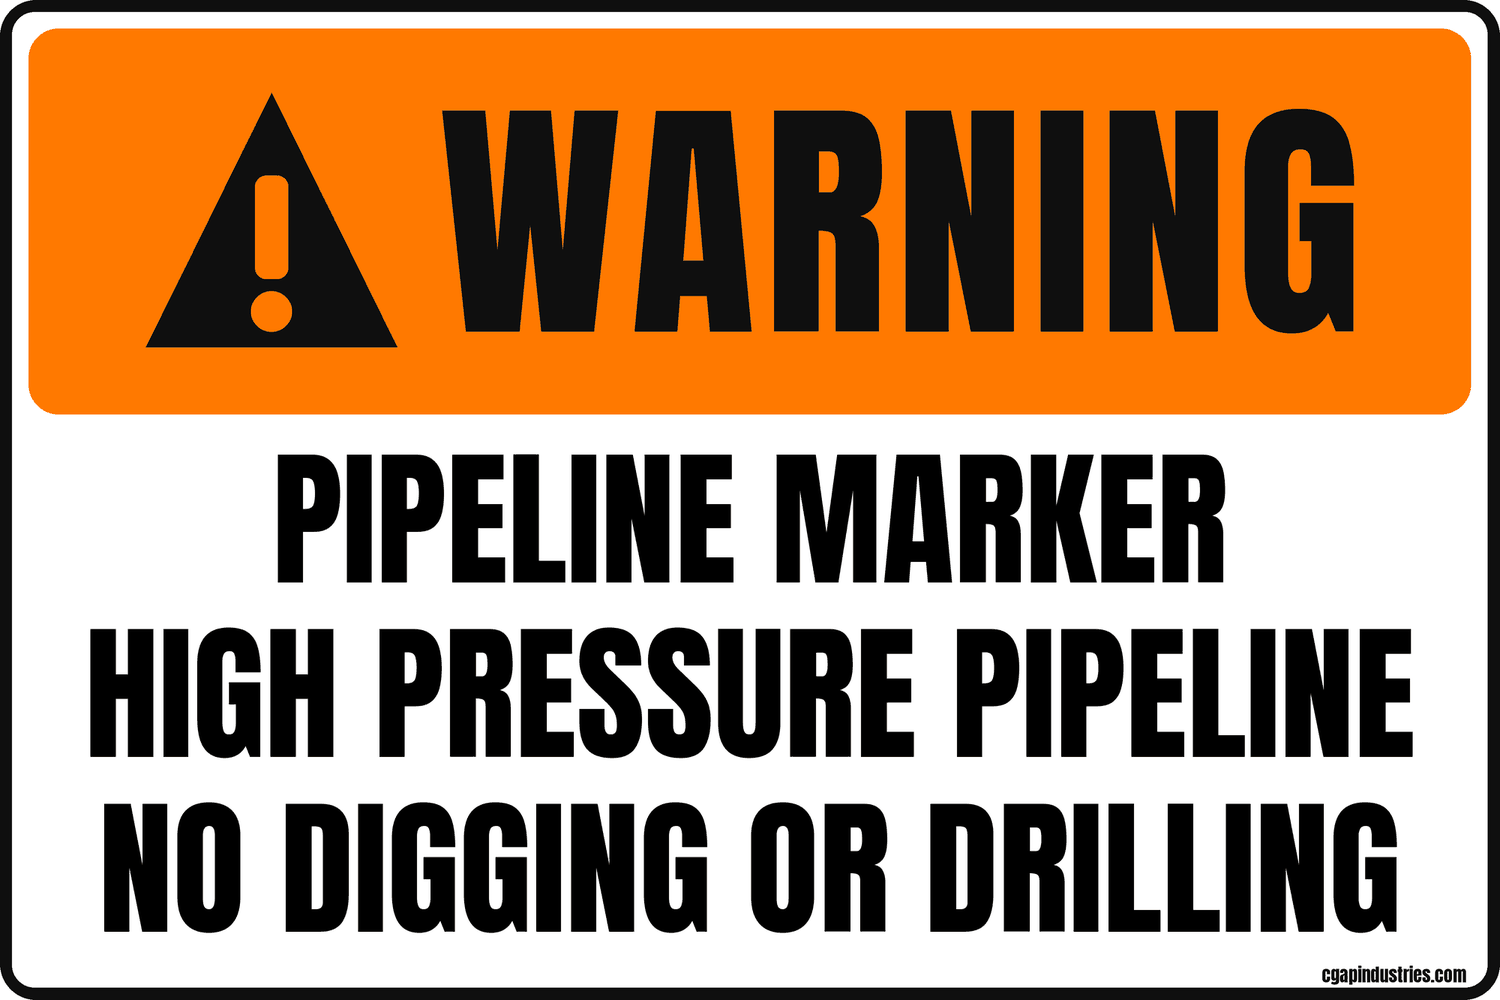 WARNING
PIPELINE MARKER
HIGH PRESSURE PIPELINE
NO DIGGING OR DRILLING
cgapindustries.com